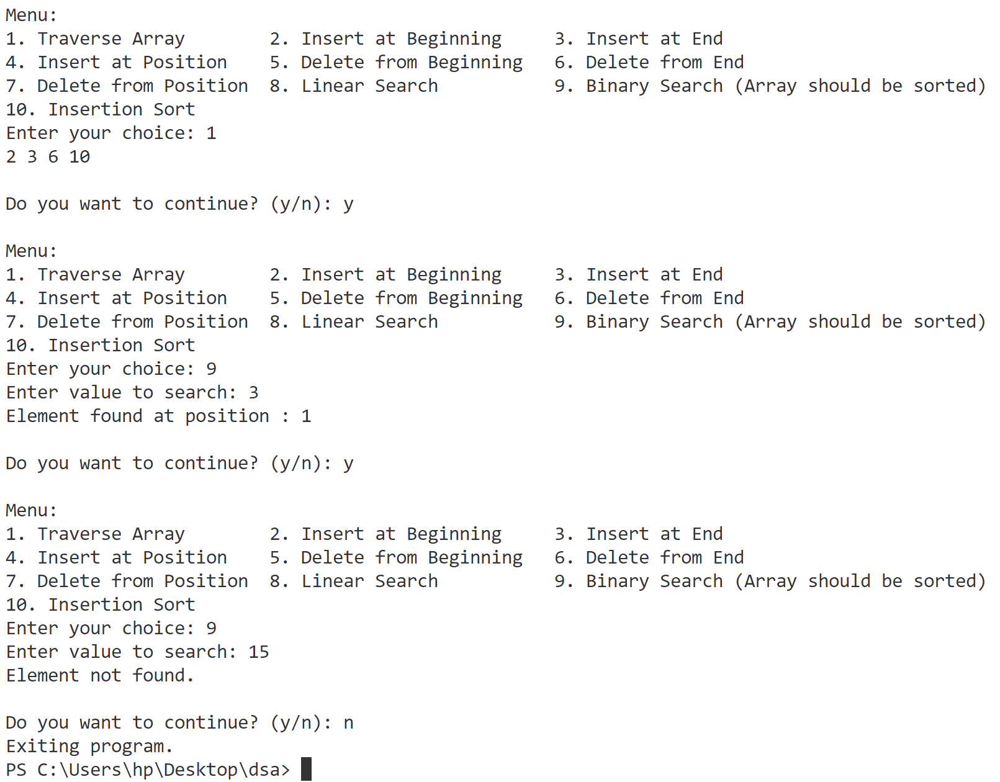 Menu:
1. Traverse Array        2. Insert at Beginning     3. Insert at End
4. Insert at Position    5. Delete from Beginning   6. Delete from End
7. Delete from Position  8. Linear Search           9. Binary Search (Array should be sorted)
10. Insertion Sort
Enter your choice: 1
2 3 6 10

Do you want to continue? (y/n): y

Menu:
1. Traverse Array        2. Insert at Beginning     3. Insert at End
4. Insert at Position    5. Delete from Beginning   6. Delete from End
7. Delete from Position  8. Linear Search           9. Binary Search (Array should be sorted)
10. Insertion Sort
Enter your choice: 9
Enter value to search: 3
Element found at position : 1

Do you want to continue? (y/n): y

Menu:
1. Traverse Array        2. Insert at Beginning     3. Insert at End
4. Insert at Position    5. Delete from Beginning   6. Delete from End
7. Delete from Position  8. Linear Search           9. Binary Search (Array should be sorted)
10. Insertion Sort
Enter your choice: 9
Enter value to search: 15
Element not found.

Do you want to continue? (y/n): n
Exiting program.
PS C:\Users\hp\Desktop\dsa>